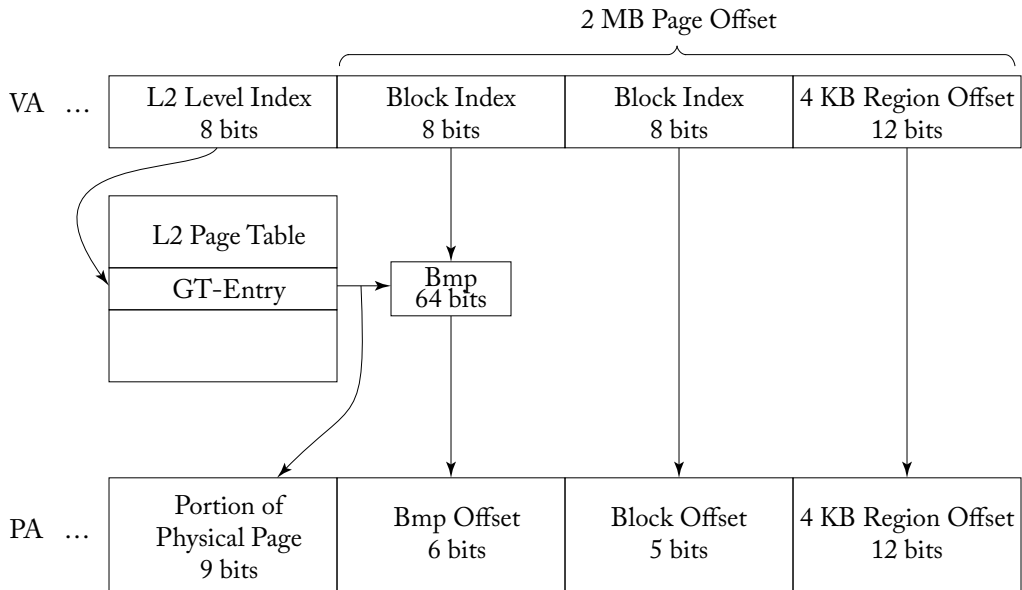 2 MB Page Offset
VA ... L2 Level Index Block Index Block Index 4 KB Region Offset
8 bits 8 bits 8 bits 12 bits
L2 Page Table
GT-Entry
Bmp
64 bits
PA ...
Portion of
Physical Page
9 bits
Bmp Offset
6 bits
Block Offset
5 bits
4 KB Region Offset
12 bits